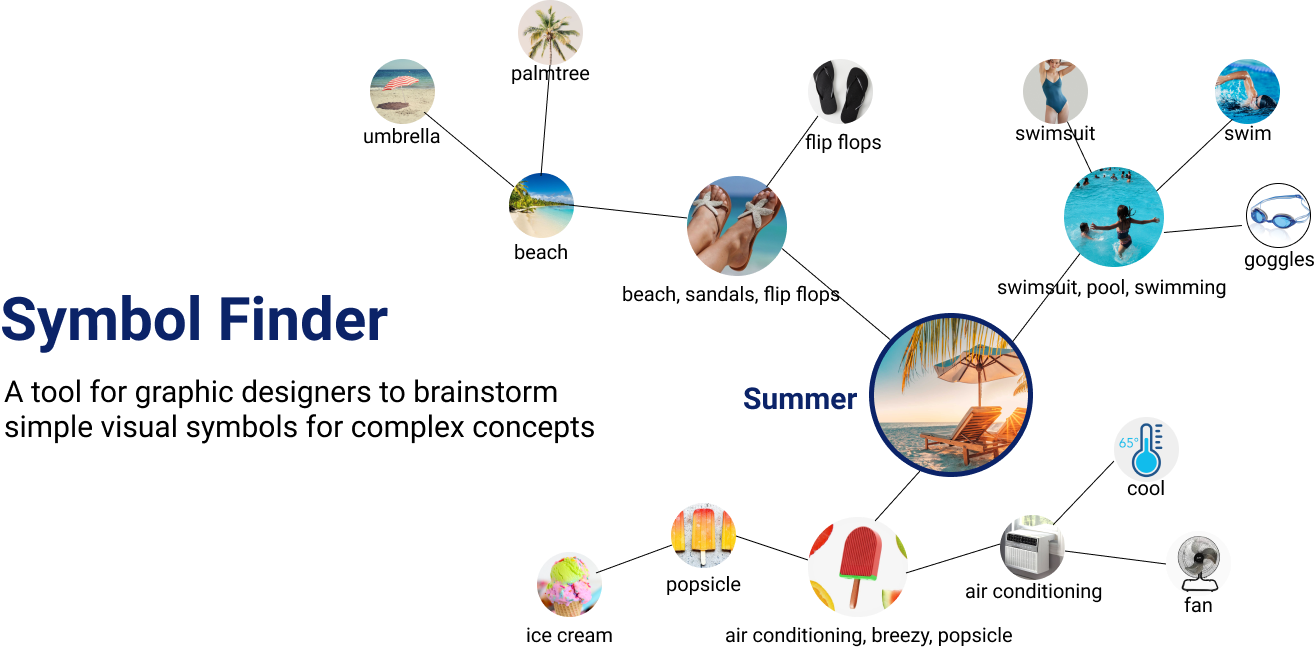 palmtree
umbrella
flip flops
swimsuit
swim
beach
goggles
beach, sandals, flip flops
swimsuit, pool, swimming
Symbol Finder
A tool for graphic designers to brainstorm
simple visual symbols for complex concepts
Summer
65°
cool
popsicle
air conditioning
fan
ice cream
air conditioning, breezy, popsicle